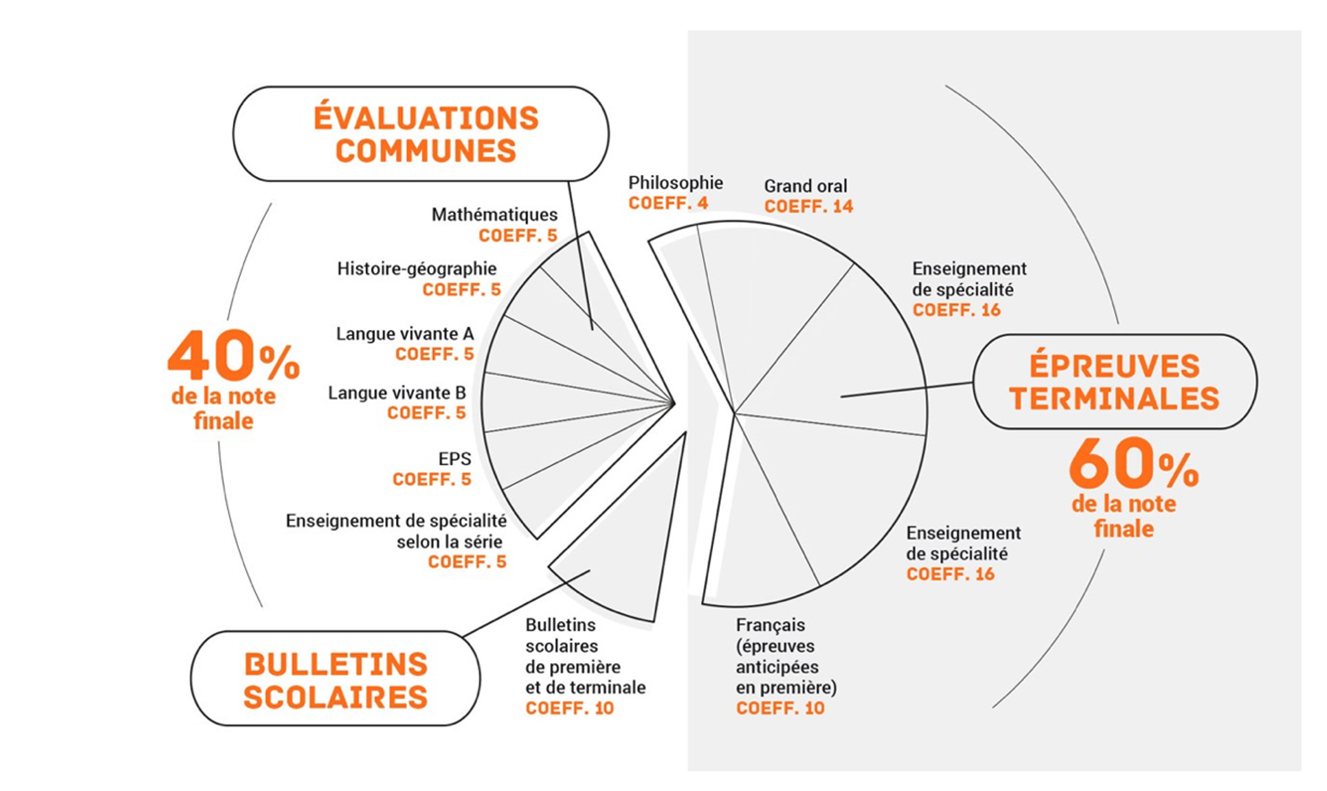 ÉVALUATIONS
COMMUNES
Mathématiques
COEFF. 5
Histoire-géographie
COEFF. 5
Langue vivante A
COEFF. 5
Langue vivante B
COEFF. 5
EPS
COEFF. 5
Enseignement de spécialité
selon la série
COEFF. 5
40%
de la note
finale
BULLETINS
SCOLAIRES
Bulletins
scolaires
de première
et de terminale
COEFF. 10
Philosophie
COEFF. 4
Grand oral
COEFF. 14
Enseignement
de spécialité
COEFF. 16
ÉPREUVES
TERMINALES
60%
de la note
finale
Enseignement
de spécialité
COEFF. 16
Français
(épreuves
anticipées
en première)
COEFF. 10